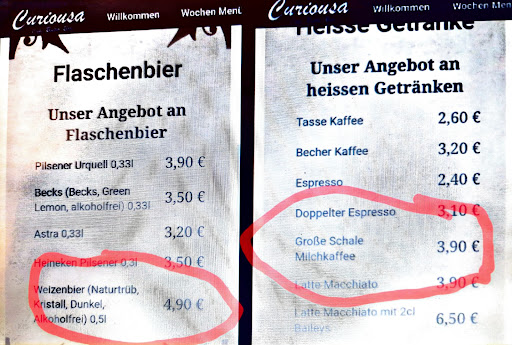 Curiousa Willkommen Wochen Menü
Flaschenbier
Unser Angebot an
Flaschenbier
Pilsener Urquell 0,33l 3,90 €
Becks (Becks, Green
Lemon, alkoholfrei) 0,33l 3,50 €
Astra 0,33l 3,20 €
Heineken Pilsener 0,3l 3,50 €
Weizenbier (Naturtrüb,
Kristall, Dunkel, 4,90 €
Alkoholfrei) 0,5l
Curiousa Willkommen Wochen Menü
Heisse Getränke
Unser Angebot an
heissen Getränken
Tasse Kaffee 2,60 €
Becher Kaffee 3,20 €
Espresso 2,40 €
Doppelter Espresso 3,10 €
Große Schale
Milchkaffee 3,90 €
Latte Macchiato 3,90 €
Latte Macchiato mit 2cl
Baileys 6,50 €